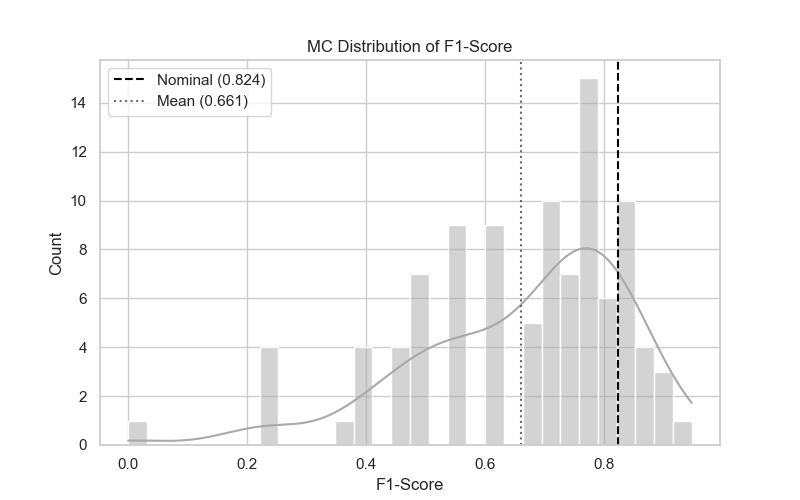 MC Distribution of F1-Score
Nominal (0.824)
Mean (0.661)
14
12
10
8
6
4
2
0
Count
0.0 0.2 0.4 0.6 0.8
F1-Score